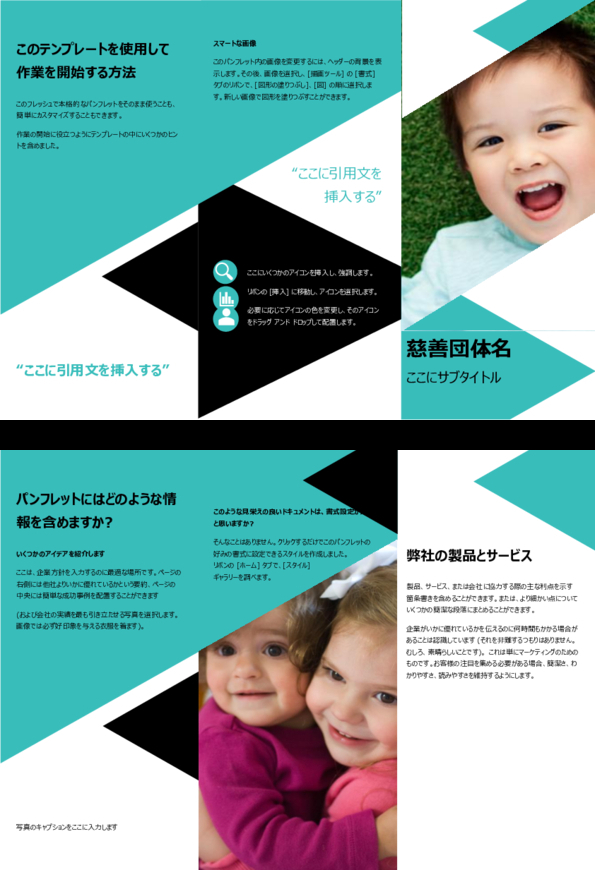 このテンプレートを使用して
作業を開始する方法
このフレッシュで本格的なパンフレットをそのまま使うことも、
簡単にカスタマイズすることもできます。
作業の開始に役立つようにテンプレートの中にいくつかのヒン
トを含めました。
“ここに引用文を挿入する”
スマートな画像
このパンフレット内の画像を変更するには、ヘッダーの背景を表
示します。その後、画像を選択し、[描画ツール] の [書式]
タブのリボンで、[図形の塗りつぶし]、[図] の順に選択しま
す。新しい画像で図形を塗りつぶすことができます。
“ここに引用文を
挿入する”
ここにいくつかのアイコンを挿入し、強調します。
リボンの [挿入] に移動し、アイコンを選択します。
必要に応じてアイコンの色を変更し、そのアイコン
をドラッグ アンド ドロップして配置します。
慈善団体名
ここにサブタイトル
パンフレットにはどのような情
報を含めますか?
いくつかのアイデアを紹介します
ここは、企業方針を入力するのに最適な場所です。ページの
右側には他社よりいかに優れているかという要約、ページの
中央には簡単な成功事例を配置することができます
(および会社の実績を最も引き立たせる写真を選択します。
画像では必ず好印象を与える衣服を着ます)。
写真のキャプションをここに入力します
このような見栄えの良いドキュメントは、書式設定が
と思いますか?
そんなことはありません。クリックするだけでこのパンフレットの
好みの書式に設定できるスタイルを作成しました。
リボンの [ホーム] タブで、[スタイル]
ギャラリーを調べます。
弊社の製品とサービス
製品、サービス、または会社に協力する際の主な利点を示す
箇条書きを含めることができます。または、より細かい点について
いくつかの簡潔な段落にまとめることができます。
企業がいかに優れているかを伝えるのに何時間もかかる場合が
あることは認識しています (それを非難するつもりはありません。
むしろ、素晴らしいことです)。これは単にマーケティングのための
ものです。お客様の注目を集める必要がある場合、簡潔さ、わ
かりやすさ、読みやすさを維持するようにします。